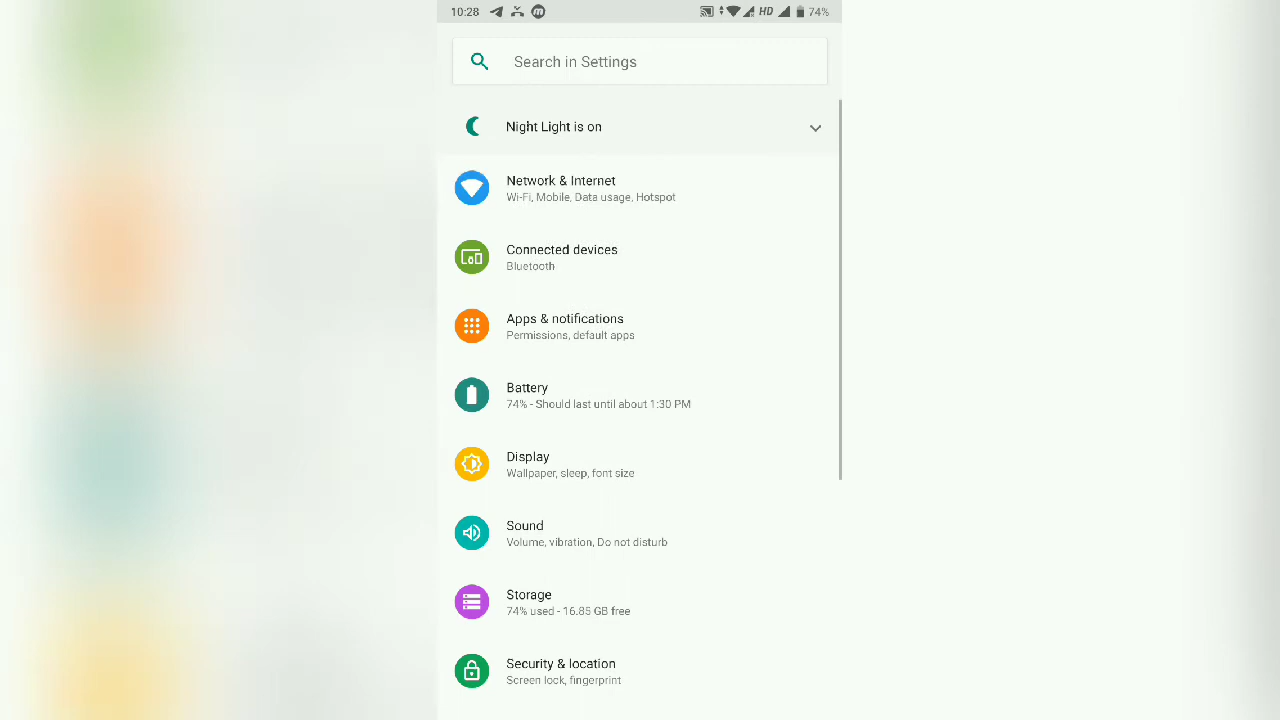 10:28 HD 74%
Search in Settings
Night Light is on
Network & Internet
Wi-Fi, Mobile, Data usage, Hotspot
Connected devices
Bluetooth
Apps & notifications
Permissions, default apps
Battery
74% - Should last until about 1:30 PM
Display
Wallpaper, sleep, font size
Sound
Volume, vibration, Do not disturb
Storage
74% used - 16.85 GB free
Security & location
Screen lock, fingerprint